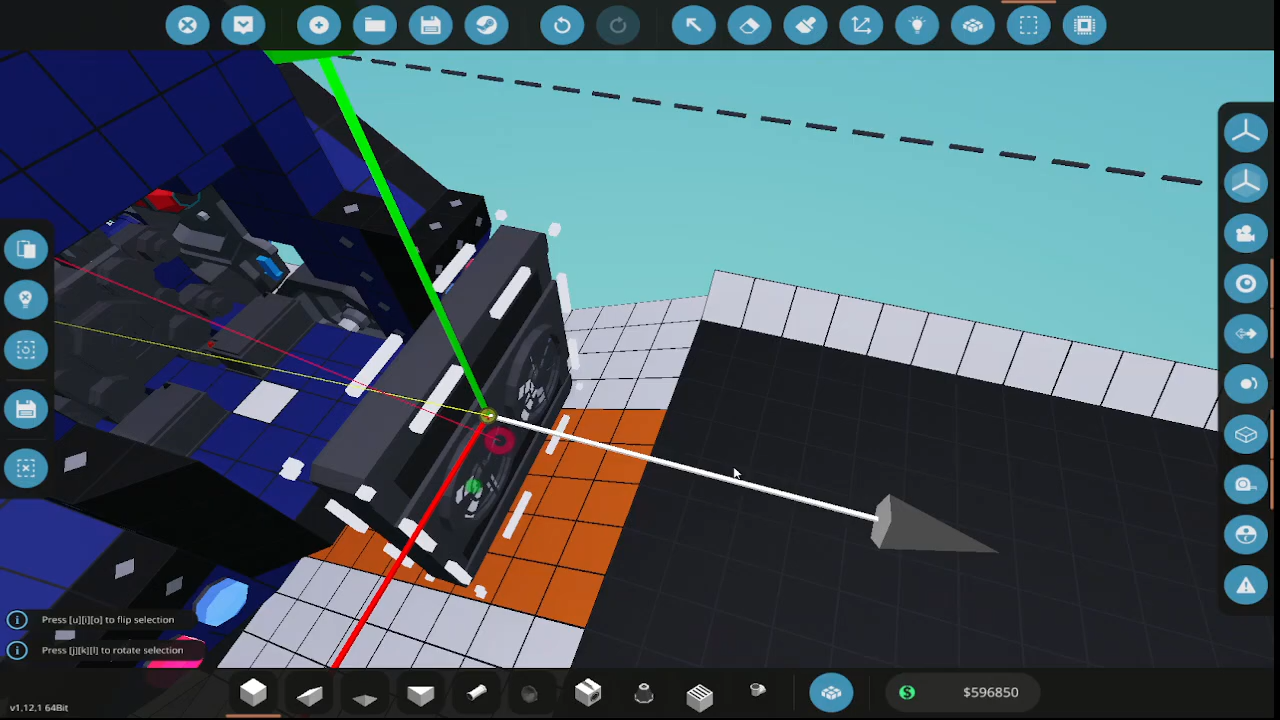 Press [u][i][o] to flip selection
Press [j][k][l] to rotate selection
$
$596850
v1.12.1 64Bit